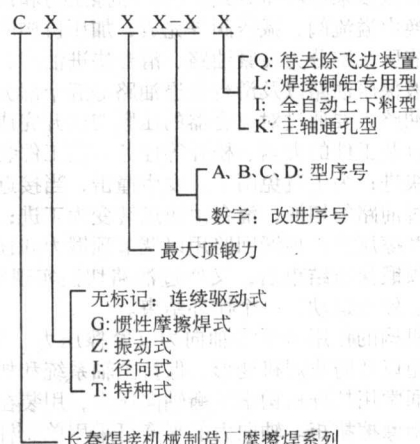 C X ¬ X X-X X
Q: 待去除飞边装置
L: 焊接铜铝专用型
I: 全自动上下料型
K: 主轴通孔型
A、B、C、D: 型序号
数字: 改进序号
最大顶锻力
无标记: 连续驱动式
G: 惯性摩擦焊式
Z: 振动式
J: 径向式
T: 特种式
长春焊接机械制造厂摩擦焊系列